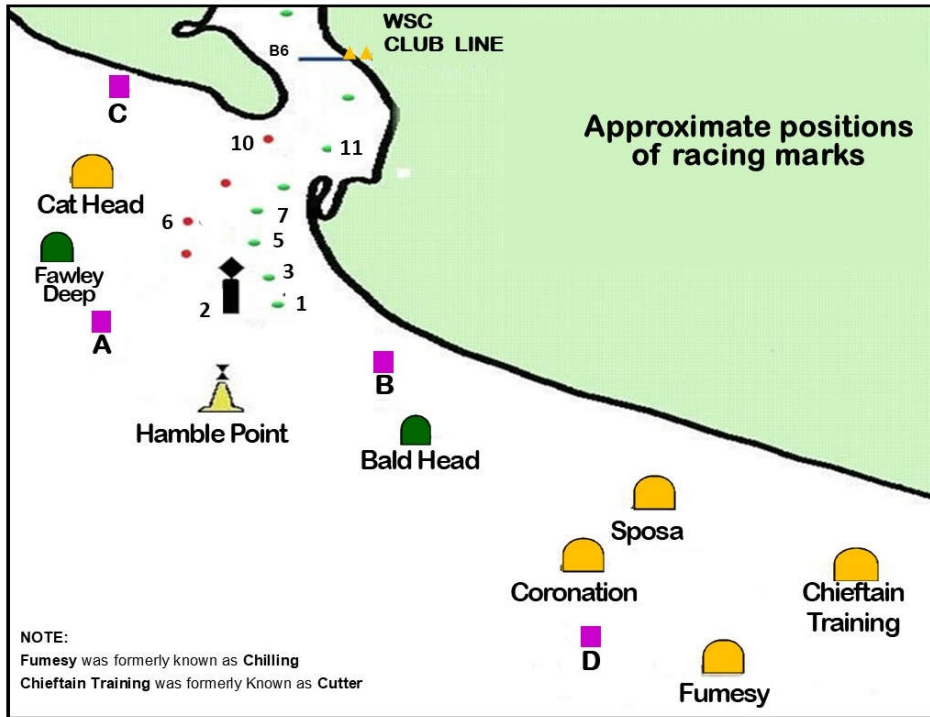 WSC
CLUB LINE
B6
C
10
11
Approximate positions
of racing marks
Cat Head
6
7
5
Fawley
Deep
3
2
1
A
B
Hamble Point
Bald Head
Sposa
Coronation
Chieftain
Training
D
Fumesy
NOTE:
Fumesy was formerly known as Chilling
Chieftain Training was formerly Known as Cutter